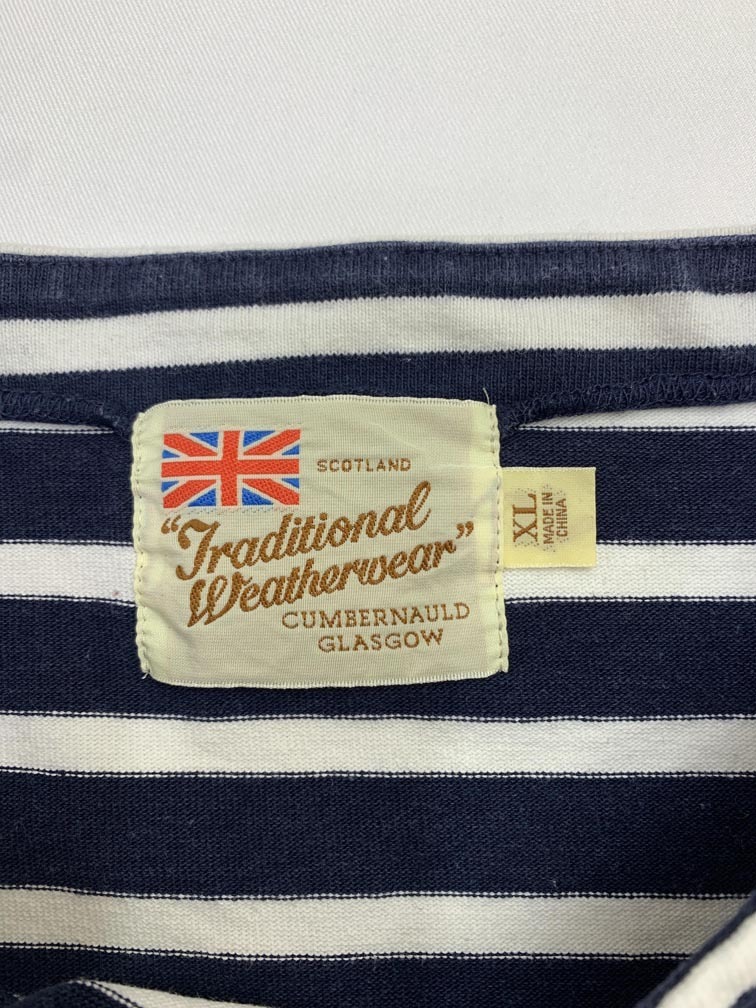 SCOTLAND
"Traditional
Weatherwear"
CUMBERNAULD
GLASGOW
XL
MADE IN
CHINA